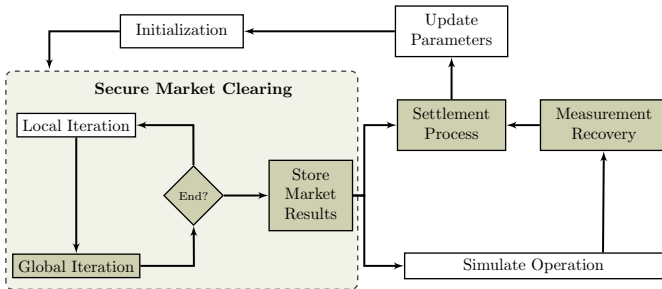 Initialization
Update
Parameters
Secure Market Clearing
Local Iteration
Settlement
Process
Measurement
Recovery
End?
Store
Market
Results
Global Iteration
Simulate Operation